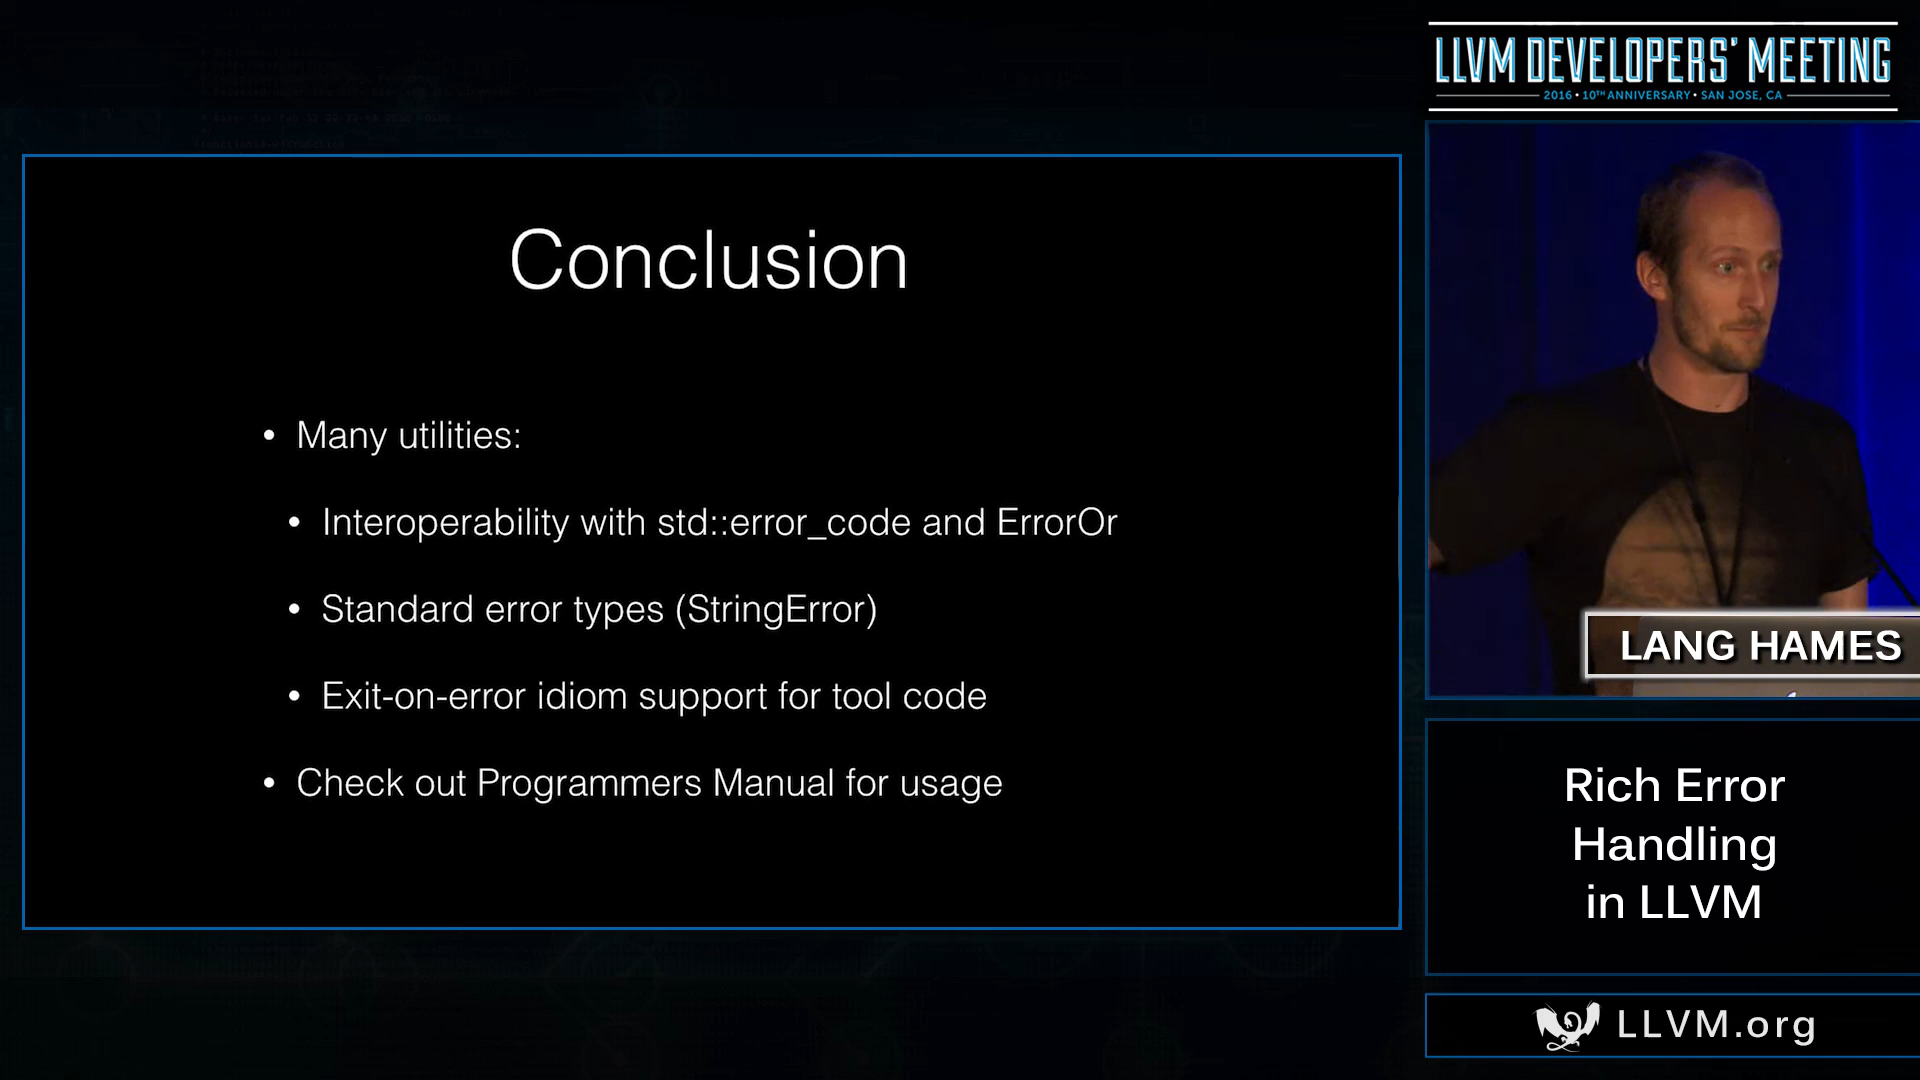 LLVM DEVELOPERS' MEETING
2016 • 10TH ANNIVERSARY • SAN JOSE, CA
Conclusion
• Many utilities:
• Interoperability with std::error_code and ErrorOr
• Standard error types (StringError)
• Exit-on-error idiom support for tool code
• Check out Programmers Manual for usage
LANG HAMES
Rich Error
Handling
in LLVM
LLVM.org